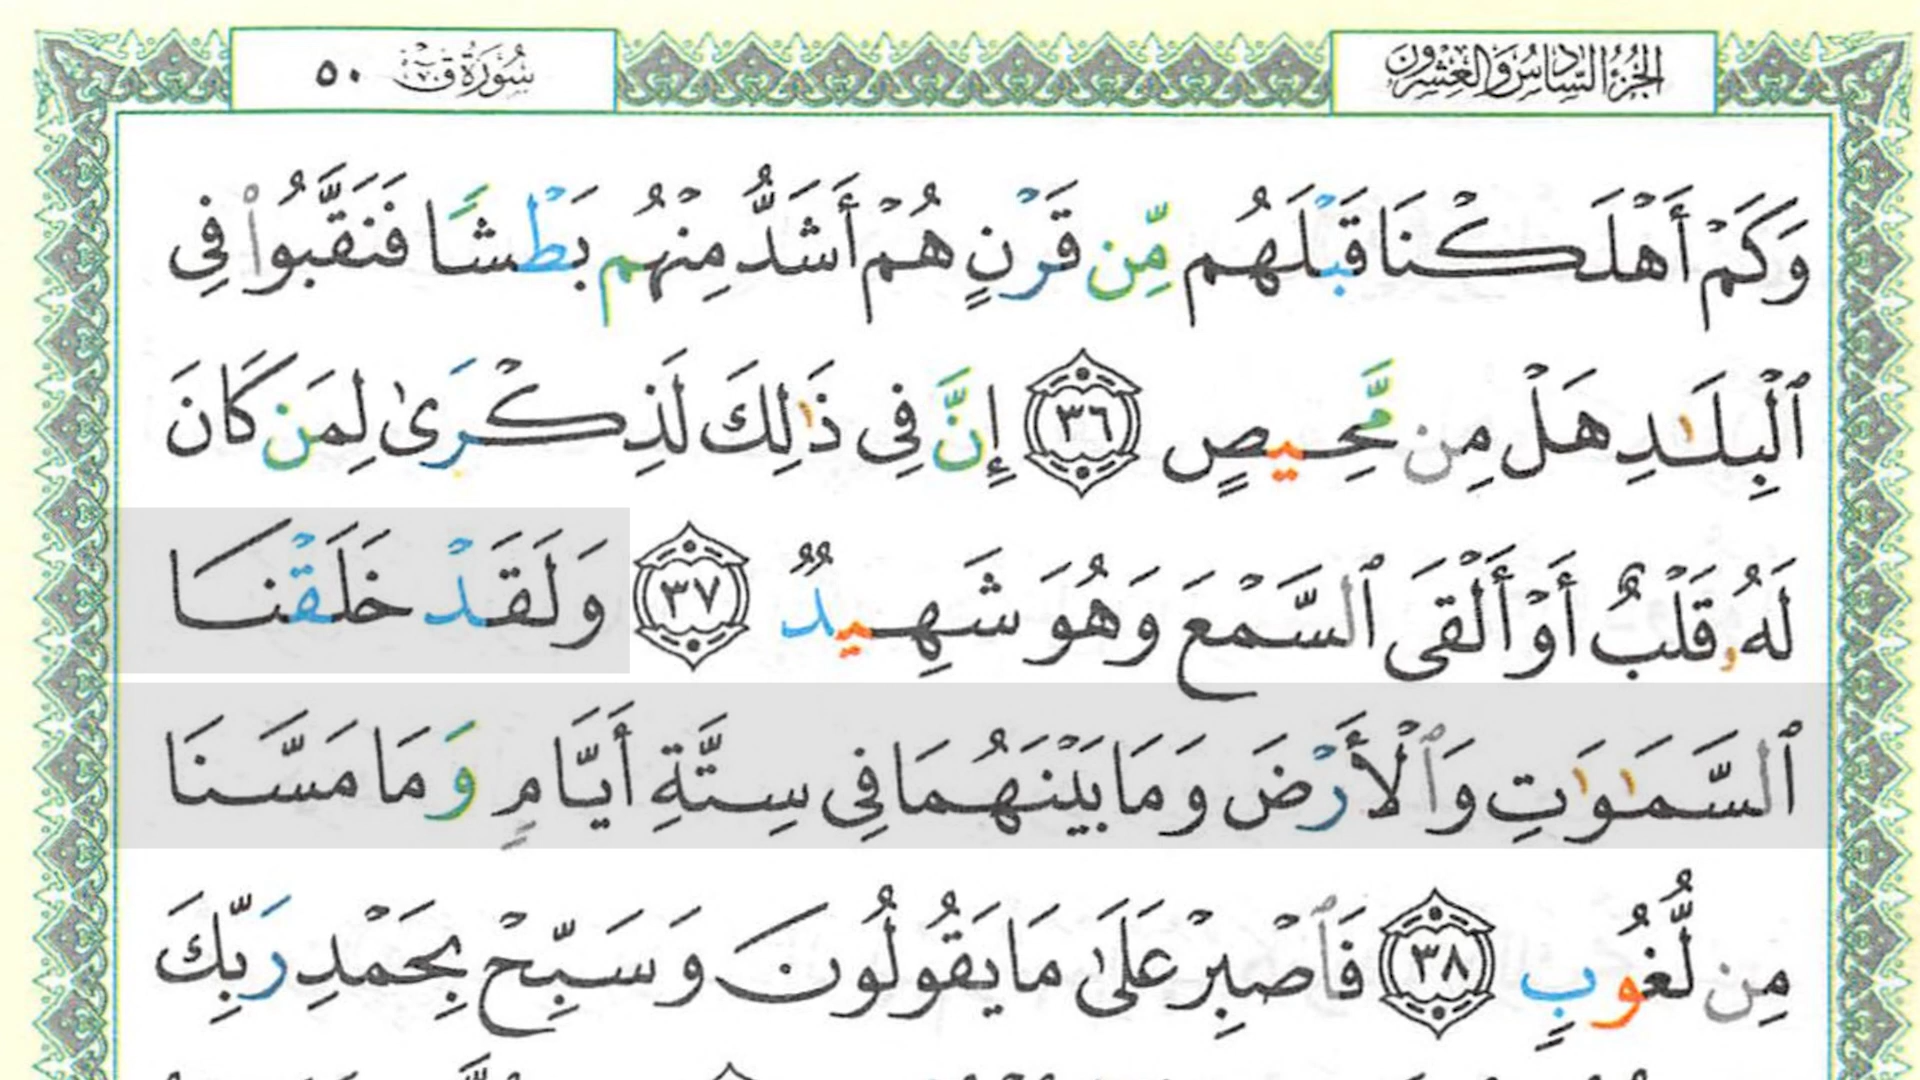 الجزء السادس والعشرون
سورة ق ٥٠
وَكَمْ أَهْلَكْنَا قَبْلَهُم مِّن قَرْنٍ هُمْ أَشَدُّ مِنْهُم بَطْشًا فَنَقَّبُوا۟ فِى
ٱلْبِلَـٰدِ هَلْ مِن مَّحِيصٍ ٣٦ إِنَّ فِى ذَٰلِكَ لَذِكْرَىٰ لِمَن كَانَ
لَهُۥ قَلْبٌ أَوْ أَلْقَى ٱلسَّمْعَ وَهُوَ شَهِيدٌ ٣٧ وَلَقَدْ خَلَقْنَا
ٱلسَّمَـٰوَٰتِ وَٱلْأَرْضَ وَمَا بَيْنَهُمَا فِى سِتَّةِ أَيَّامٍ وَمَا مَسَّنَا
مِن لُّغُوبٍ ٣٨ فَٱصْبِرْ عَلَىٰ مَا يَقُولُونَ وَسَبِّحْ بِحَمْدِ رَبِّكَ